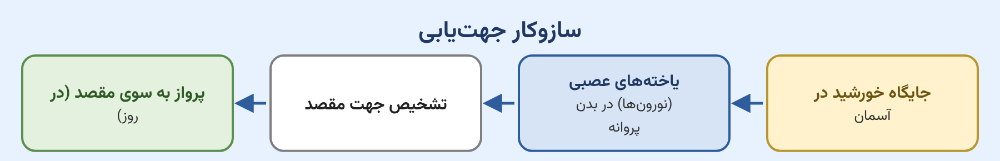 سازوکار جهت‌یابی
جایگاه خورشید در
آسمان
یاخته‌های عصبی
(نورون‌ها) در بدن
پروانه
تشخیص جهت مقصد
پرواز به سوی مقصد (در
روز)